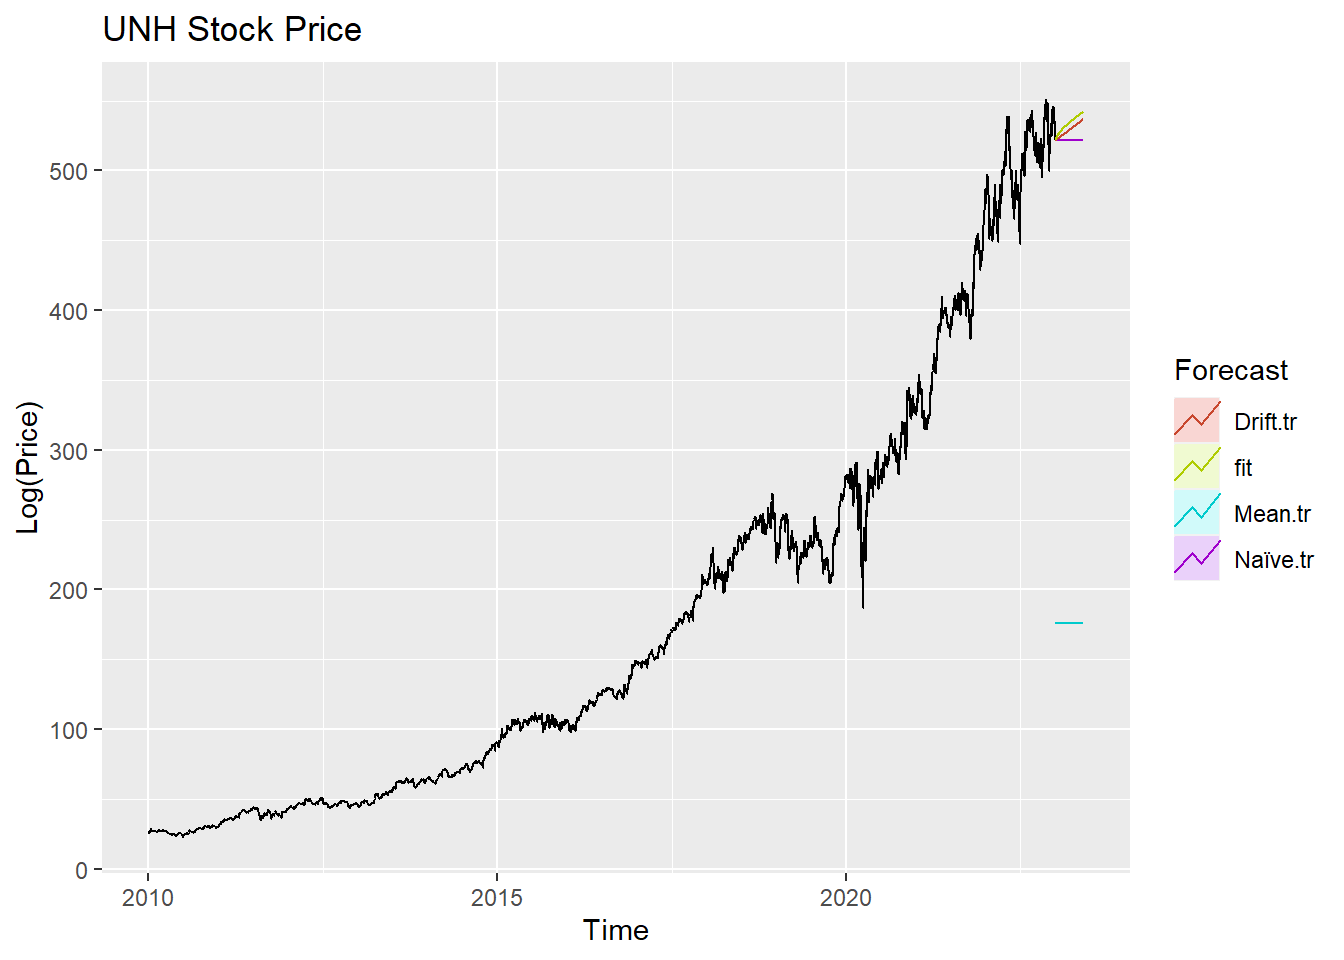 UNH Stock Price
Log(Price)
500
400
300
200
100
0
2010
2015
2020
Time
Forecast
Drift.tr
fit
Mean.tr
Naïve.tr